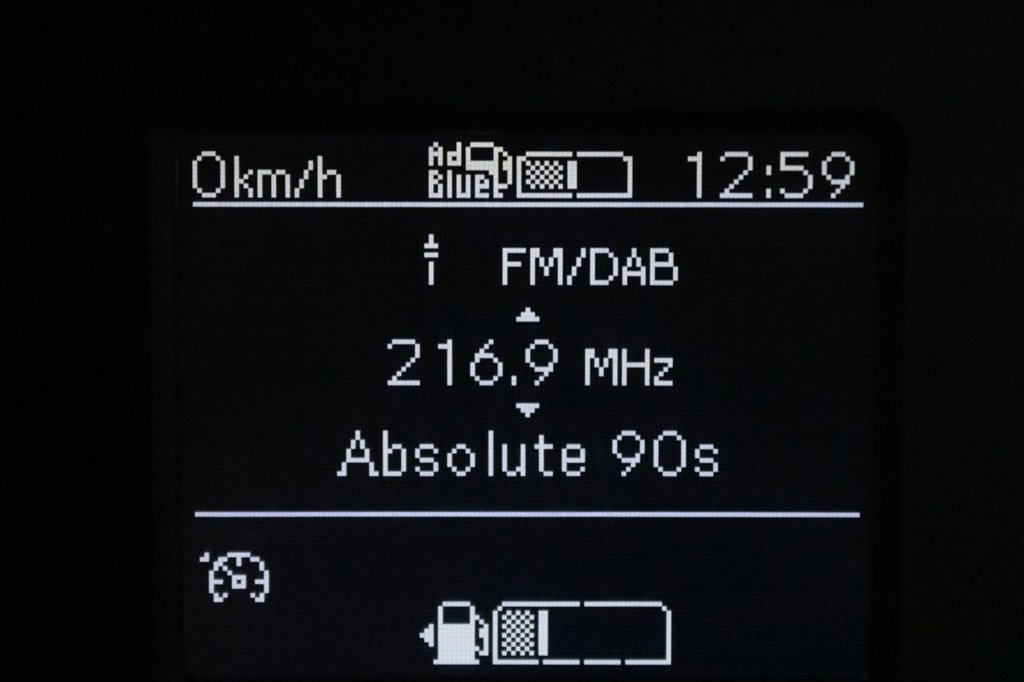 0km/h AdBlue 12:59
FM/DAB
216.9 MHz
Absolute 90s